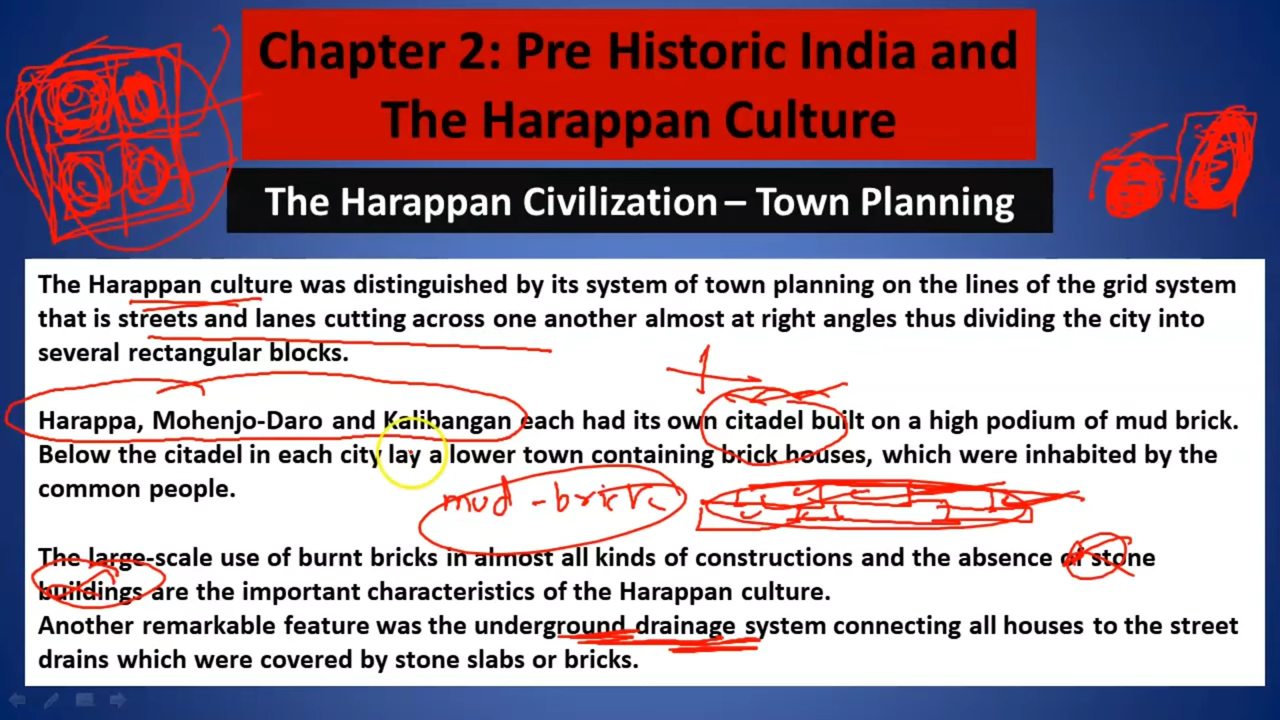 Chapter 2: Pre Historic India and
The Harappan Culture
The Harappan Civilization – Town Planning
The Harappan culture was distinguished by its system of town planning on the lines of the grid system
that is streets and lanes cutting across one another almost at right angles thus dividing the city into
several rectangular blocks.
Harappa, Mohenjo-Daro and Kalibangan each had its own citadel built on a high podium of mud brick.
Below the citadel in each city lay a lower town containing brick houses, which were inhabited by the
common people.
mud - brick
The large-scale use of burnt bricks in almost all kinds of constructions and the absence of stone
buildings are the important characteristics of the Harappan culture.
Another remarkable feature was the underground drainage system connecting all houses to the street
drains which were covered by stone slabs or bricks.